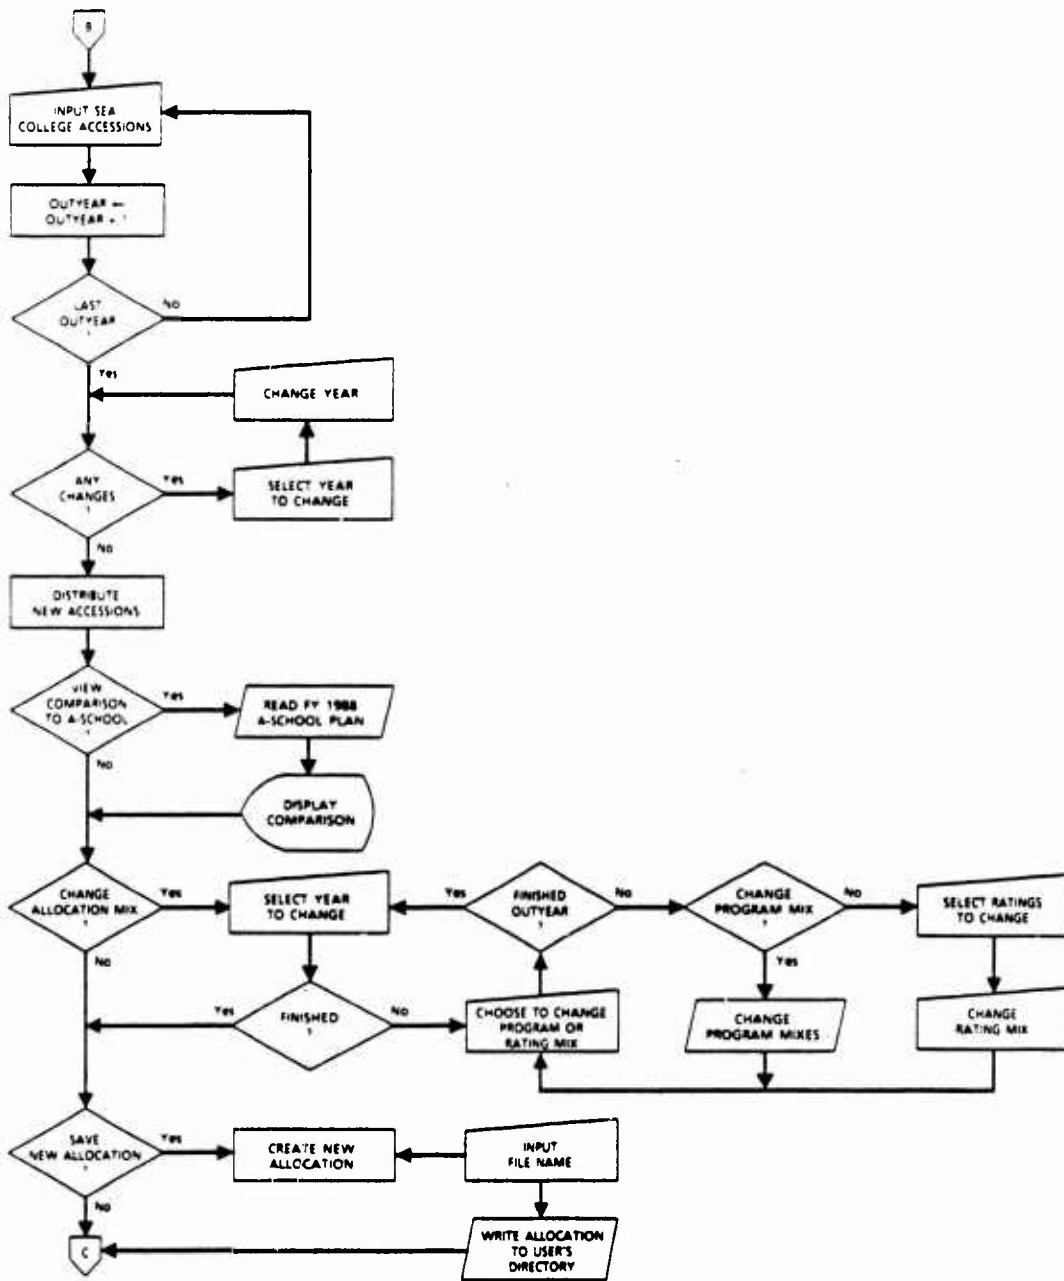 B
INPUT SEA
COLLEGE ACCESSIONS
OUTYEAR ←
OUTYEAR +
LAST
OUTYEAR
?
No
Yes
CHANGE YEAR
ANY
CHANGES
?
Yes
SELECT YEAR
TO CHANGE
No
DISTRIBUTE
NEW ACCESSIONS
VIEW
COMPARISON
TO A-SCHOOL
?
Yes
READ FY 1988
A-SCHOOL PLAN
No
DISPLAY
COMPARISON
CHANGE
ALLOCATION MIX
?
Yes
SELECT YEAR
TO CHANGE
Yes
FINISHED
OUTYEAR
?
No
CHANGE
PROGRAM MIX
?
No
SELECT RATINGS
TO CHANGE
No
Yes
Yes
FINISHED
?
No
CHOOSE TO CHANGE
PROGRAM OR
RATING MIX
CHANGE
PROGRAM MIXES
CHANGE
RATING MIX
SAVE
NEW ALLOCATION
?
Yes
CREATE NEW
ALLOCATION
INPUT
FILE NAME
No
C
WRITE ALLOCATION
TO USER'S
DIRECTORY